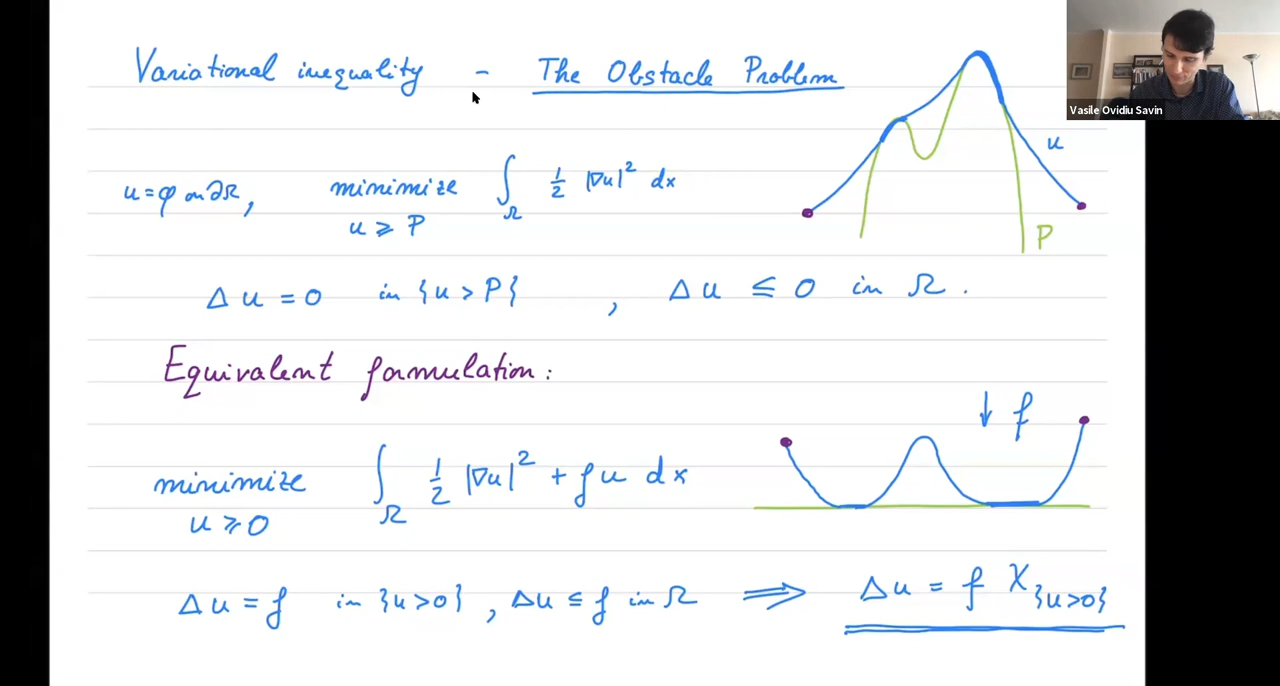 Variational inequality - The Obstacle Problem
Vasile Ovidiu Savin
u
u = φ on ∂Ω, minimize ∫_Ω 1/2 |∇u|² dx
u ≥ P
P
Δu = 0 in {u > P}, Δu ≤ 0 in Ω.
Equivalent formulation:
↓ f
minimize ∫_Ω 1/2 |∇u|² + fu dx
u ≥ 0
Δu = f in {u>0}, Δu ≤ f in Ω ⟹ Δu = f χ_{u>0}